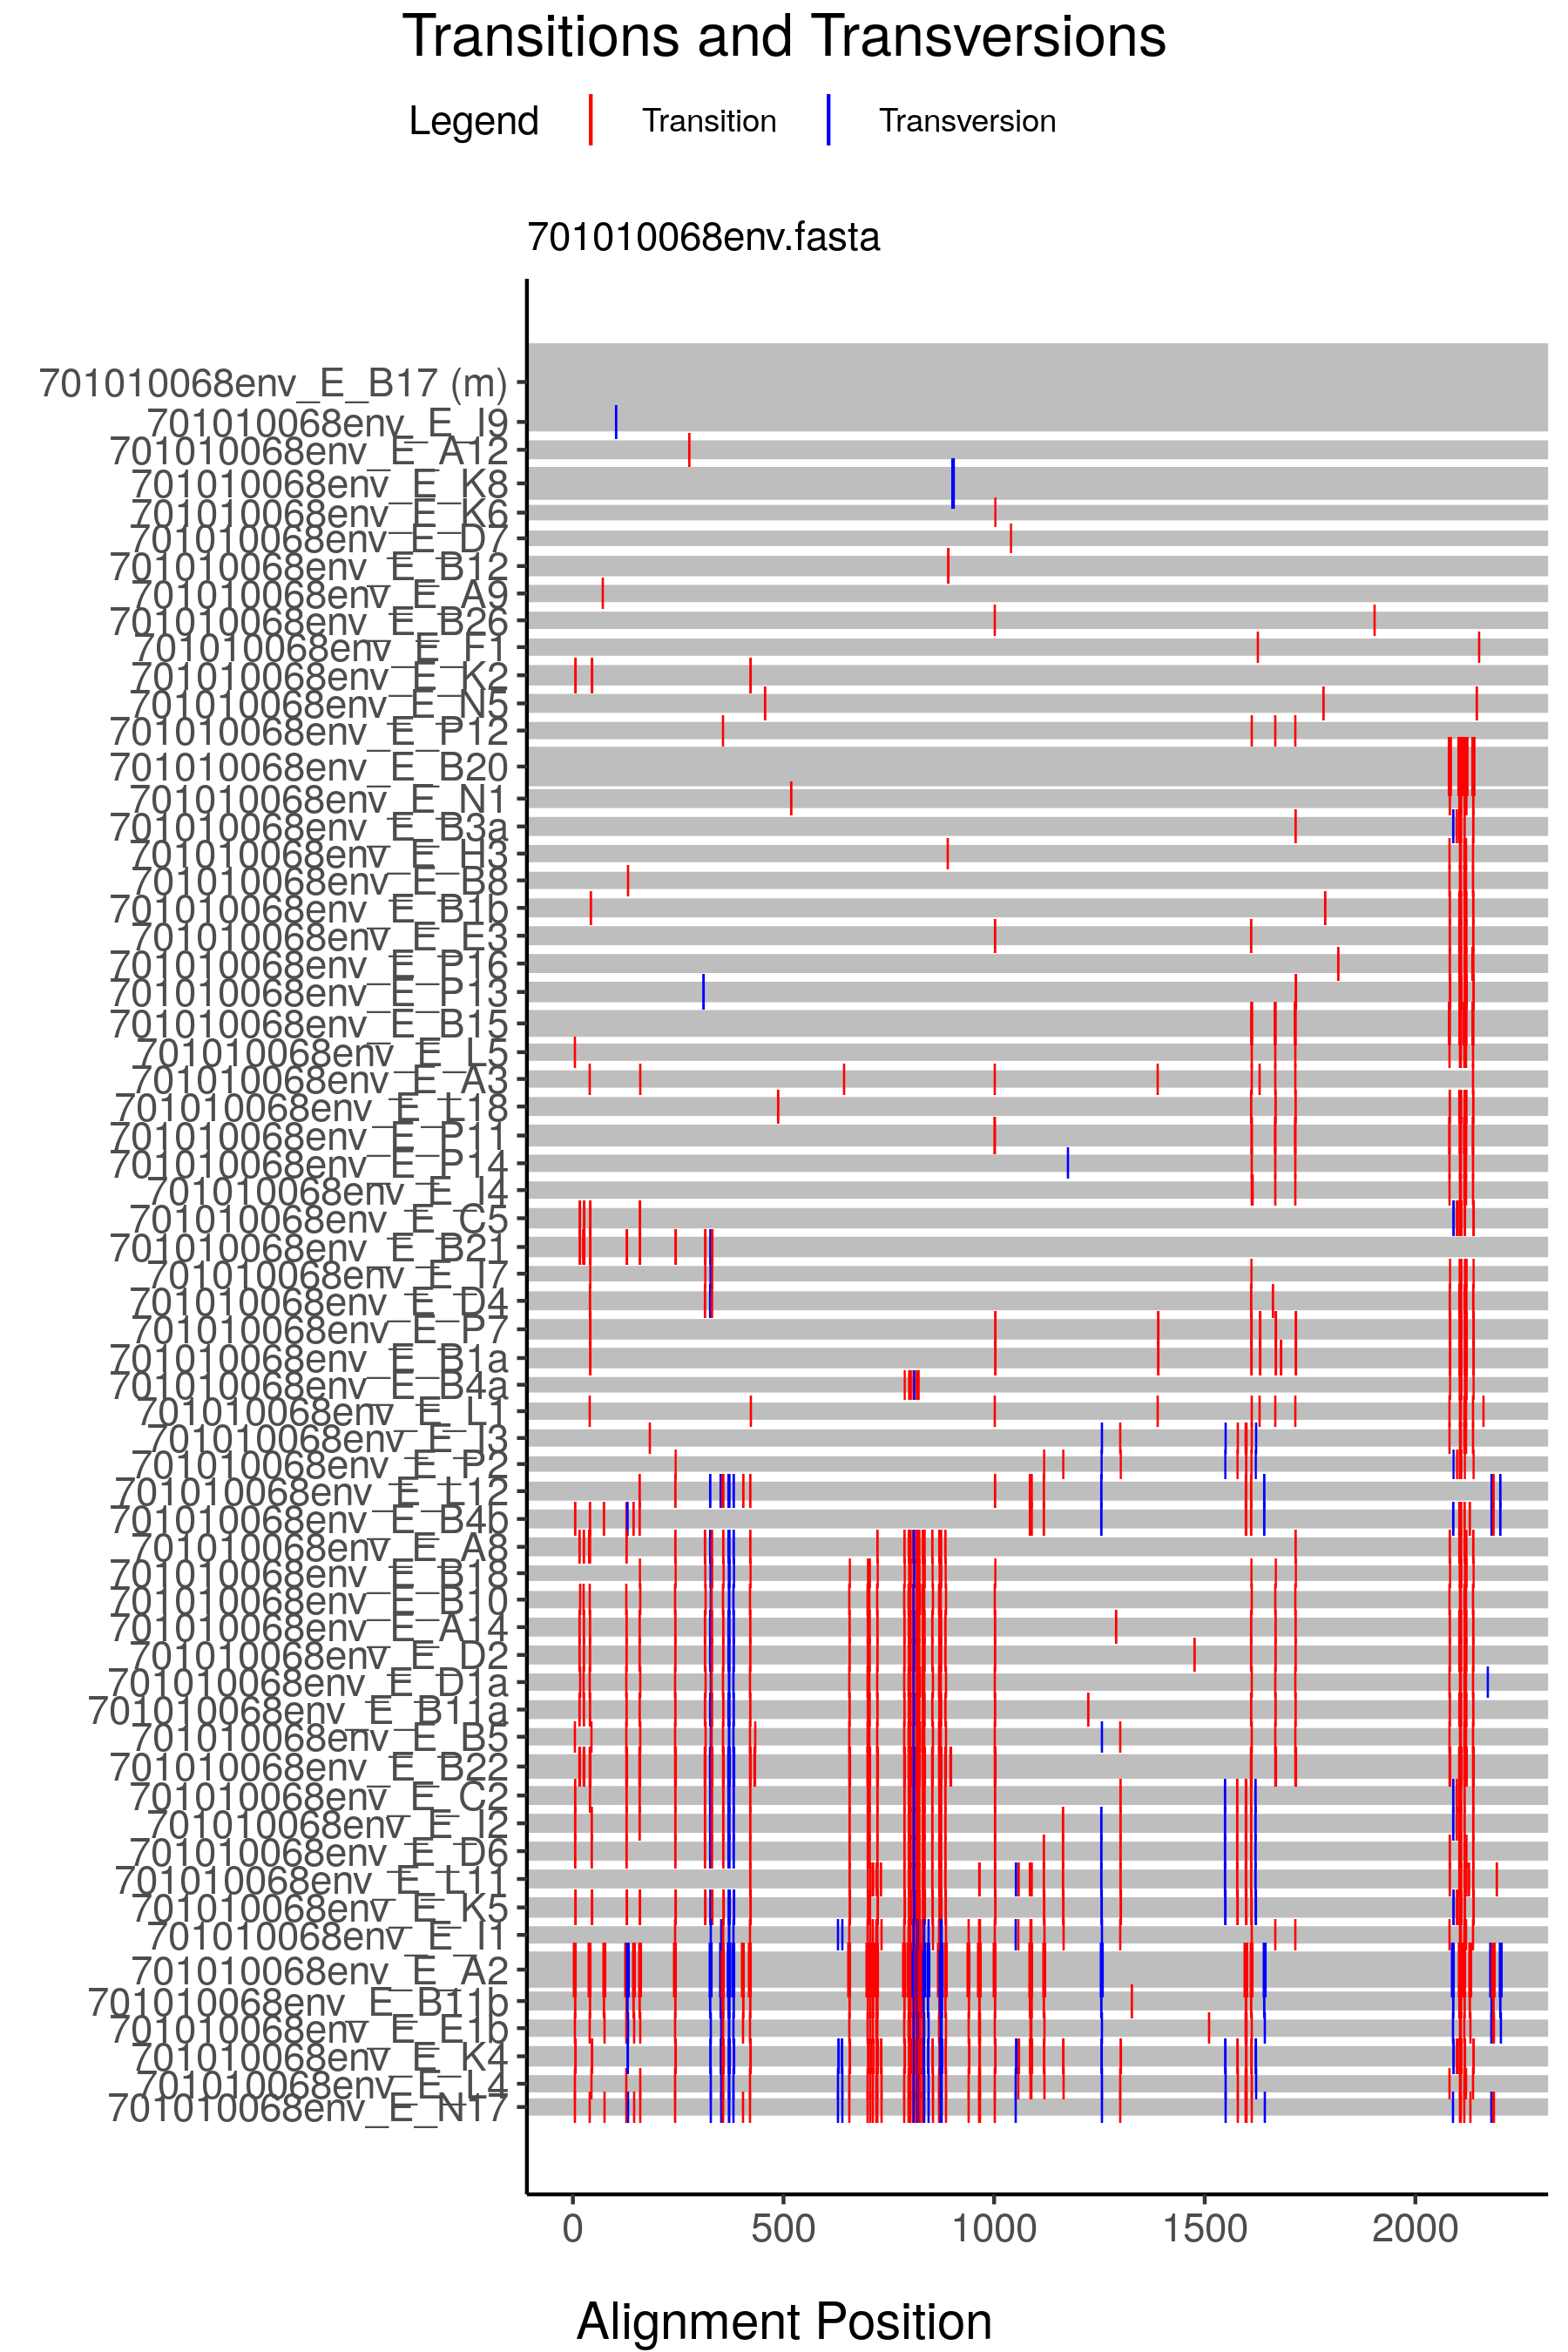 Transitions and Transversions
Legend Transition Transversion
701010068env.fasta
701010068env_E_B17 (m)
701010068env_E_I9
701010068env_E_A12
701010068env_E_K8
701010068env_E_K6
701010068env_E_D7
701010068env_E_B12
701010068env_E_A9
701010068env_E_B26
701010068env_E_F1
701010068env_E_K2
701010068env_E_N5
701010068env_E_P12
701010068env_E_B20
701010068env_E_N1
701010068env_E_B3a
701010068env_E_H3
701010068env_E_B8
701010068env_E_B1b
701010068env_E_E3
701010068env_E_P16
701010068env_E_P13
701010068env_E_B15
701010068env_E_L5
701010068env_E_A3
701010068env_E_L18
701010068env_E_P11
701010068env_E_P14
701010068env_E_I4
701010068env_E_C5
701010068env_E_B21
701010068env_E_I7
701010068env_E_D4
701010068env_E_P7
701010068env_E_B1a
701010068env_E_B4a
701010068env_E_L1
701010068env_E_I3
701010068env_E_P2
701010068env_E_L12
701010068env_E_B4b
701010068env_E_A8
701010068env_E_B18
701010068env_E_B10
701010068env_E_A14
701010068env_E_D2
701010068env_E_D1a
701010068env_E_B11a
701010068env_E_B5
701010068env_E_B22
701010068env_E_C2
701010068env_E_I2
701010068env_E_D6
701010068env_E_L11
701010068env_E_K5
701010068env_E_I1
701010068env_E_A2
701010068env_E_B11b
701010068env_E_E1b
701010068env_E_K4
701010068env_E_L4
701010068env_E_N17
0 500 1000 1500 2000
Alignment Position